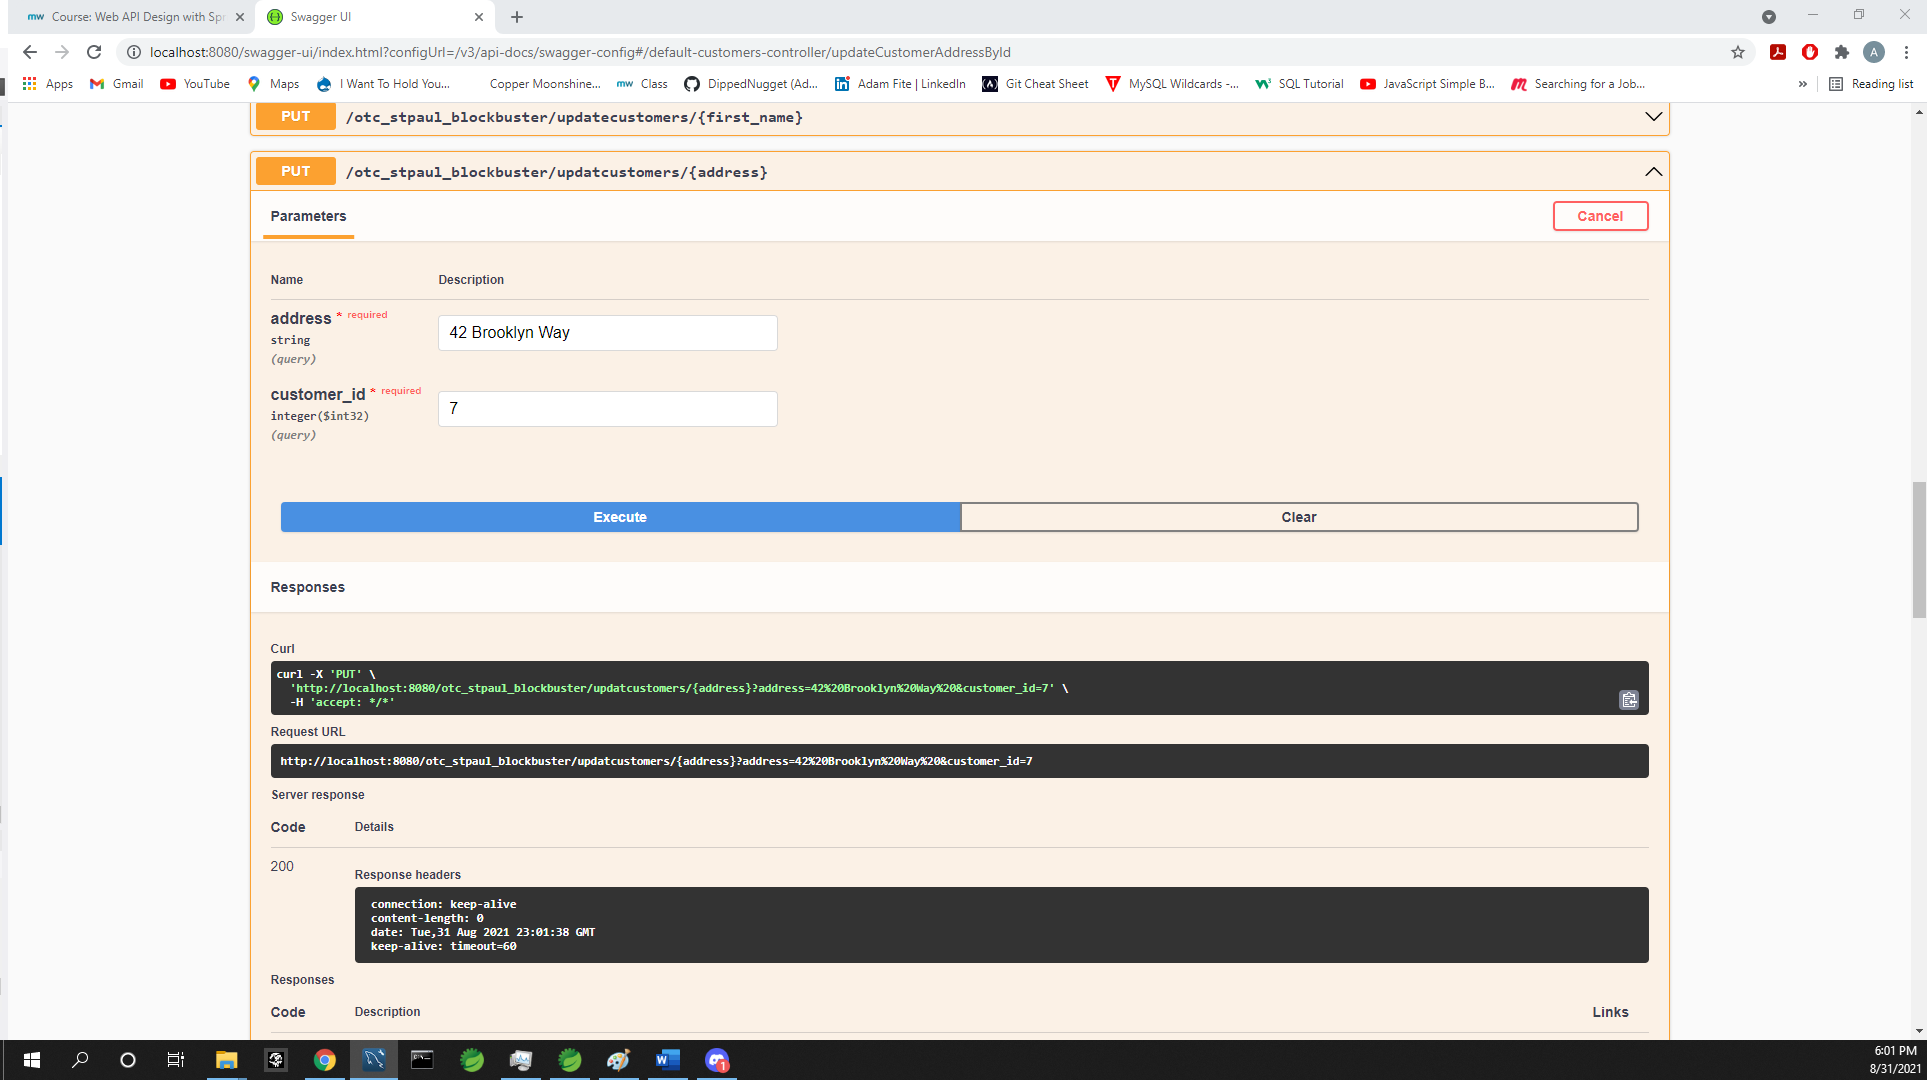 mw Course: Web API Design with Spr
Swagger UI
localhost:8080/swagger-ui/index.html?configUrl=/v3/api-docs/swagger-config#/default-customers-controller/updateCustomerAddressById
A
Apps Gmail YouTube Maps I Want To Hold You... Copper Moonshine... mw Class DippedNugget (Ad... Adam Fite | LinkedIn Git Cheat Sheet MySQL Wildcards -... SQL Tutorial JavaScript Simple B... Searching for a Job... » Reading list
PUT /otc_stpaul_blockbuster/updatecustomers/{first_name}
PUT /otc_stpaul_blockbuster/updatcustomers/{address}
Parameters
Cancel
Name Description
address * required
string
(query)
42 Brooklyn Way
customer_id * required
integer($int32)
(query)
7
Execute Clear
Responses
Curl
curl -X 'PUT' \
'http://localhost:8080/otc_stpaul_blockbuster/updatcustomers/{address}?address=42%20Brooklyn%20Way%20&customer_id=7' \
-H 'accept: */*'
Request URL
http://localhost:8080/otc_stpaul_blockbuster/updatcustomers/{address}?address=42%20Brooklyn%20Way%20&customer_id=7
Server response
Code Details
200
Response headers
connection: keep-alive
content-length: 0
date: Tue,31 Aug 2021 23:01:38 GMT
keep-alive: timeout=60
Responses
Code Description Links
1
6:01 PM
8/31/2021